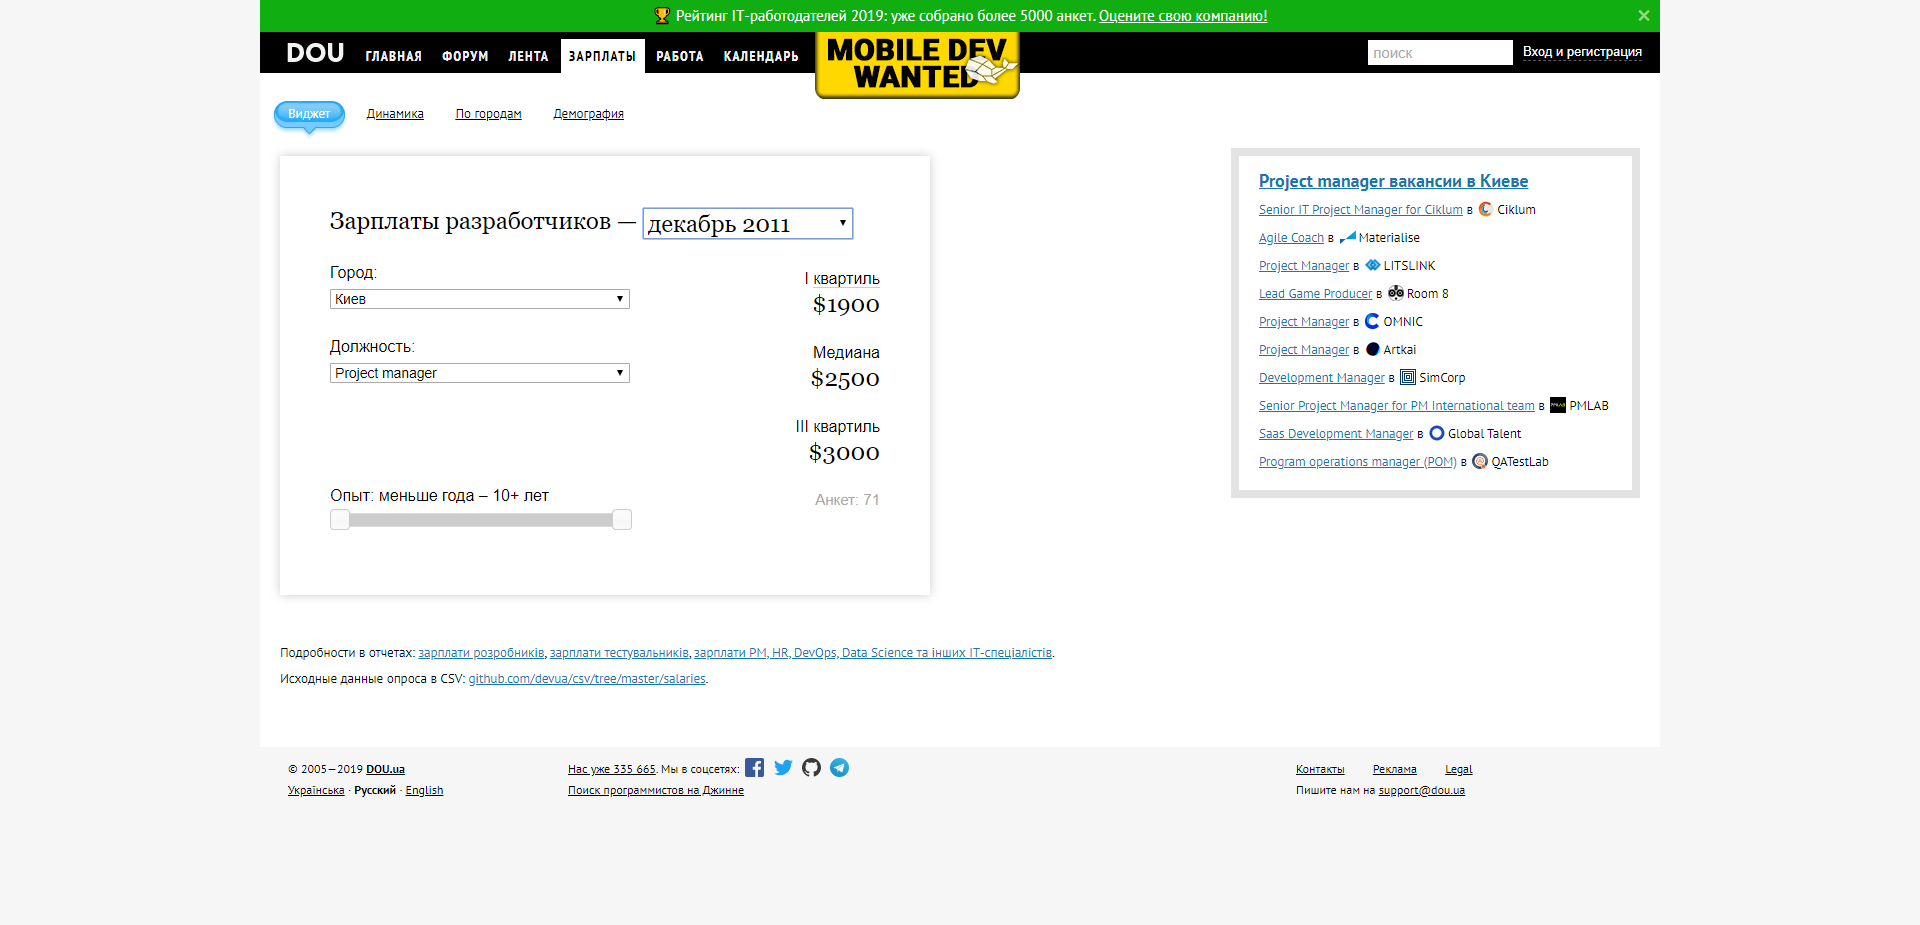 Рейтинг IT-работодателей 2019: уже собрано более 5000 анкет. Оцените свою компанию!
DOU ГЛАВНАЯ ФОРУМ ЛЕНТА ЗАРПЛАТЫ РАБОТА КАЛЕНДАРЬ
MOBILE DEV
WANTED
поиск
Вход и регистрация
Виджет Динамика По городам Демография
Зарплаты разработчиков — декабрь 2011
Город:
Киев
Должность:
Project manager
Опыт: меньше года – 10+ лет
I квартиль
$1900
Медиана
$2500
III квартиль
$3000
Анкет: 71
Project manager вакансии в Киеве
Senior IT Project Manager for Ciklum в Ciklum
Agile Coach в Materialise
Project Manager в LITSLINK
Lead Game Producer в Room 8
Project Manager в OMNIC
Project Manager в Artkai
Development Manager в SimCorp
Senior Project Manager for PM International team в PMLAB
Saas Development Manager в Global Talent
Program operations manager (POM) в QATestLab
Подробности в отчетах: зарплати розробників, зарплати тестувальників, зарплати PM, HR, DevOps, Data Science та інших IT-спеціалістів.
Исходные данные опроса в CSV: github.com/devua/csv/tree/master/salaries.
© 2005—2019 DOU.ua
Українська · Русский · English
Нас уже 335 665. Мы в соцсетях:
Поиск программистов на Джинне
Контакты Реклама Legal
Пишите нам на support@dou.ua